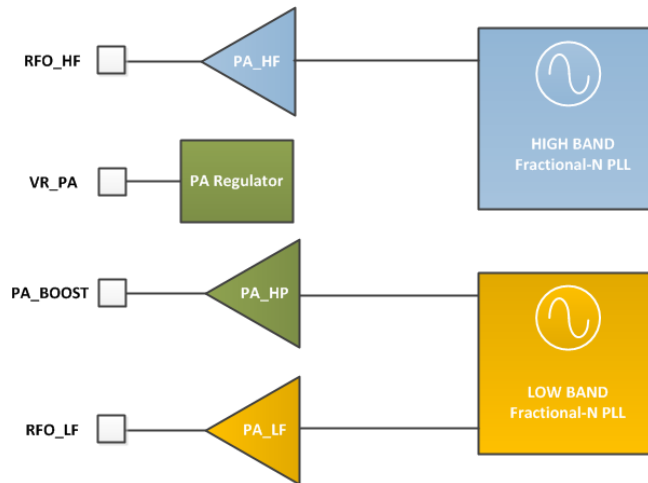 RFO_HF
PA_HF
HIGH BAND
Fractional-N PLL
VR_PA
PA Regulator
PA_BOOST
PA_HP
LOW BAND
Fractional-N PLL
RFO_LF
PA_LF